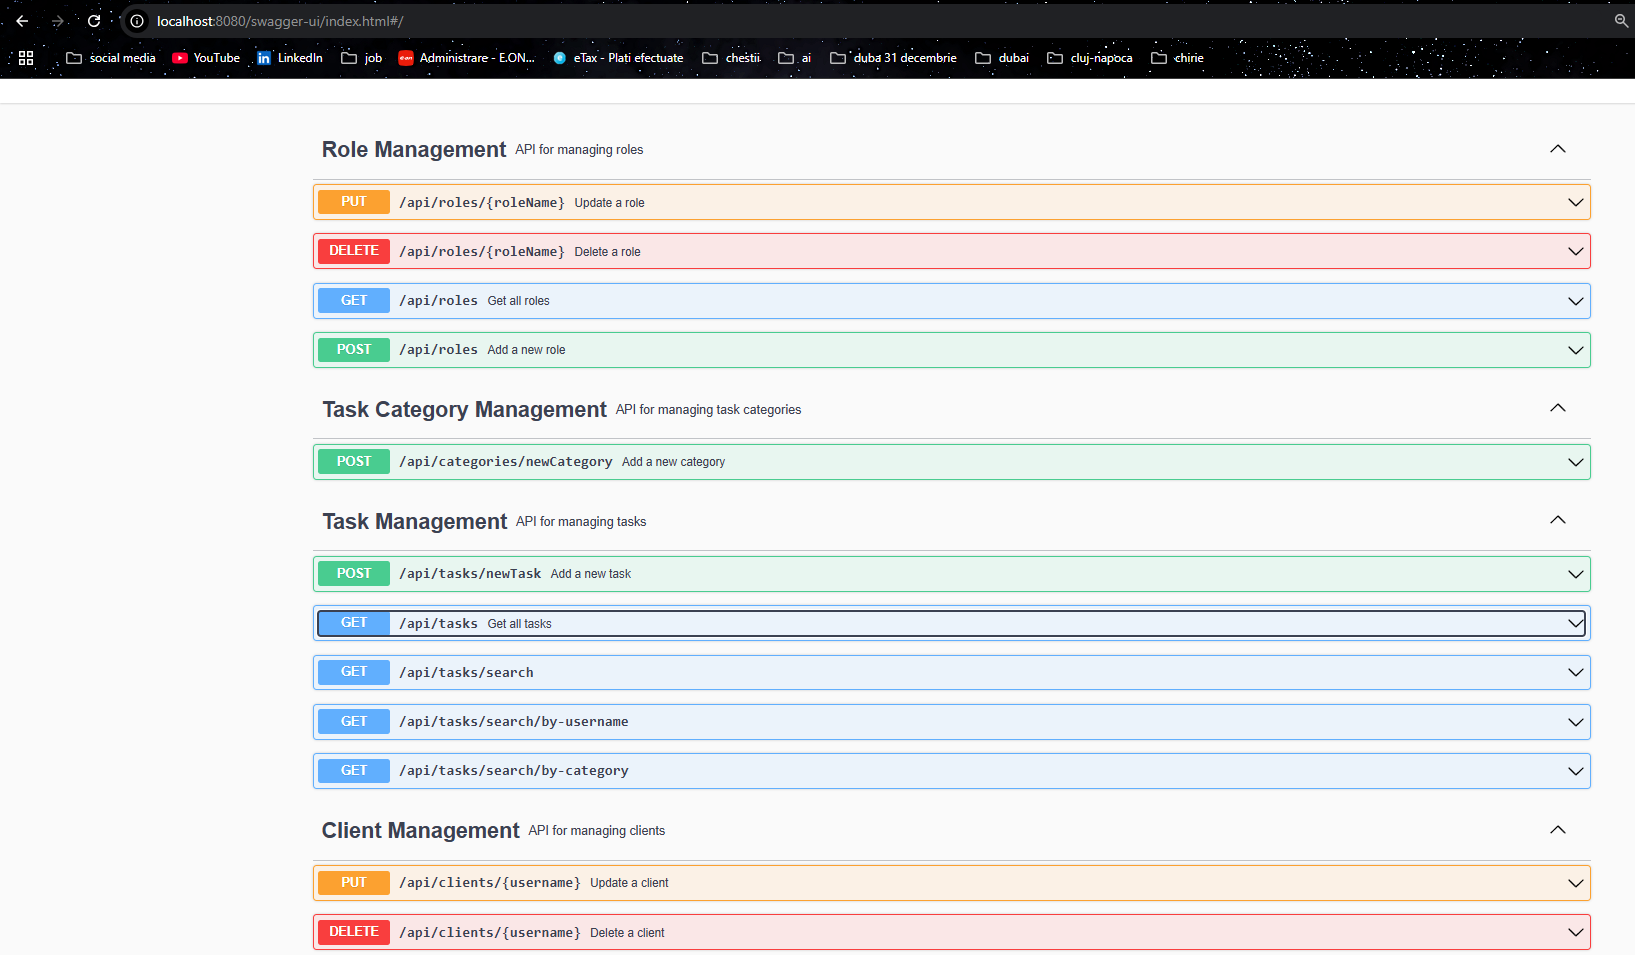 localhost:8080/swagger-ui/index.html#/
social media YouTube LinkedIn job Administrare - E.ON... eTax - Plati efectuate chestii ai duba 31 decembrie dubai cluj-napoca chirie
Role Management API for managing roles
PUT /api/roles/{roleName} Update a role
DELETE /api/roles/{roleName} Delete a role
GET /api/roles Get all roles
POST /api/roles Add a new role
Task Category Management API for managing task categories
POST /api/categories/newCategory Add a new category
Task Management API for managing tasks
POST /api/tasks/newTask Add a new task
GET /api/tasks Get all tasks
GET /api/tasks/search
GET /api/tasks/search/by-username
GET /api/tasks/search/by-category
Client Management API for managing clients
PUT /api/clients/{username} Update a client
DELETE /api/clients/{username} Delete a client